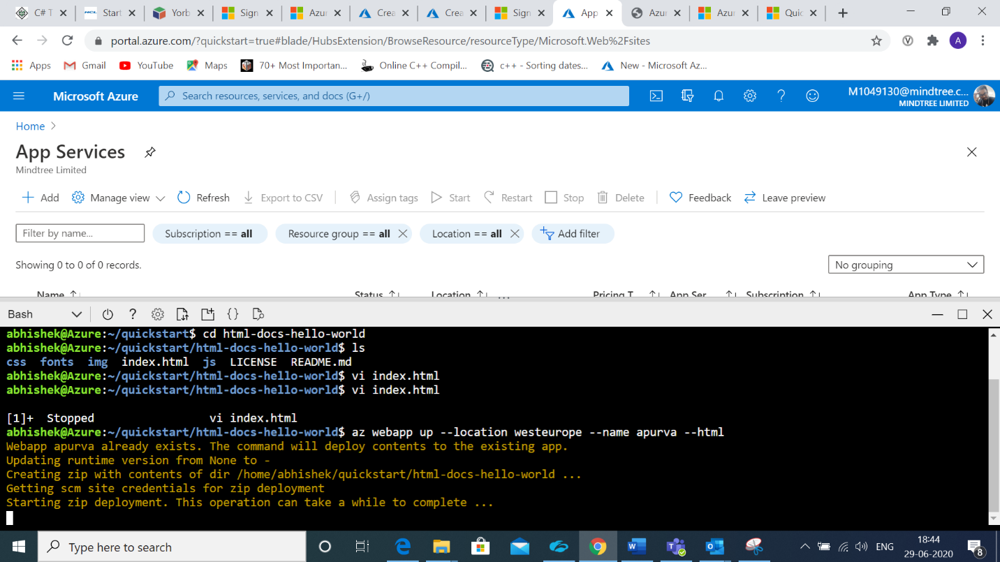 C# T
HCL Start
Yorb
Sign
Azur
Crea
Crea
Sign
App
Azur
Azur
Quic
portal.azure.com/?quickstart=true#blade/HubsExtension/BrowseResource/resourceType/Microsoft.Web%2Fsites
A
Apps Gmail YouTube Maps 70+ Most Importan... Online C++ Compil... c++ - Sorting dates... New - Microsoft Az...
Microsoft Azure Search resources, services, and docs (G+/) M1049130@mindtree.c...
MINDTREE LIMITED
Home >
App Services
Mindtree Limited
Add Manage view Refresh Export to CSV Assign tags Start Restart Stop Delete Feedback Leave preview
Filter by name... Subscription == all Resource group == all Location == all Add filter
Showing 0 to 0 of 0 records. No grouping
Name Status Location Pricing T App Ser Subscription App Type
Bash
abhishek@Azure:~/quickstart$ cd html-docs-hello-world
abhishek@Azure:~/quickstart/html-docs-hello-world$ ls
css fonts img index.html js LICENSE README.md
abhishek@Azure:~/quickstart/html-docs-hello-world$ vi index.html
abhishek@Azure:~/quickstart/html-docs-hello-world$ vi index.html
[1]+ Stopped vi index.html
abhishek@Azure:~/quickstart/html-docs-hello-world$ az webapp up --location westeurope --name apurva --html
Webapp apurva already exists. The command will deploy contents to the existing app.
Updating runtime version from None to -
Creating zip with contents of dir /home/abhishek/quickstart/html-docs-hello-world ...
Getting scm site credentials for zip deployment
Starting zip deployment. This operation can take a while to complete ...
Type here to search ENG 18:44
29-06-2020 8